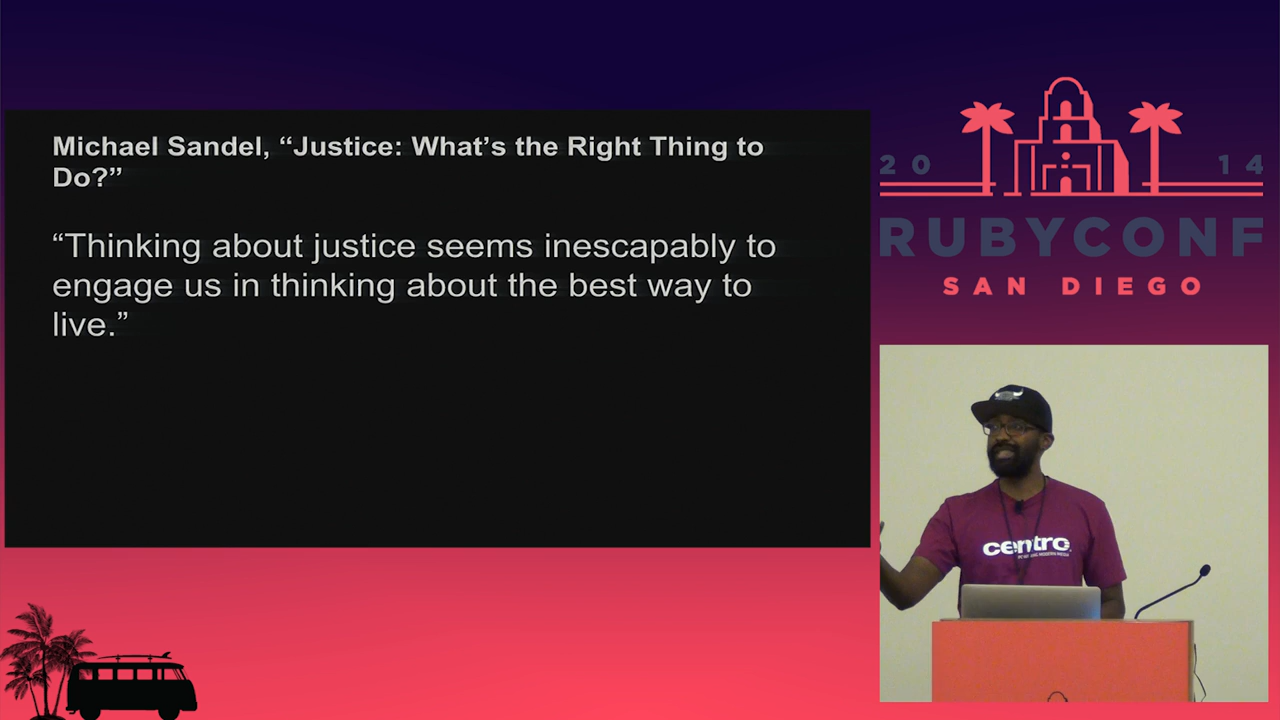 Michael Sandel, “Justice: What’s the Right Thing to
Do?”
“Thinking about justice seems inescapably to
engage us in thinking about the best way to
live.”
20 14
RUBYCONF
SAN DIEGO
centro